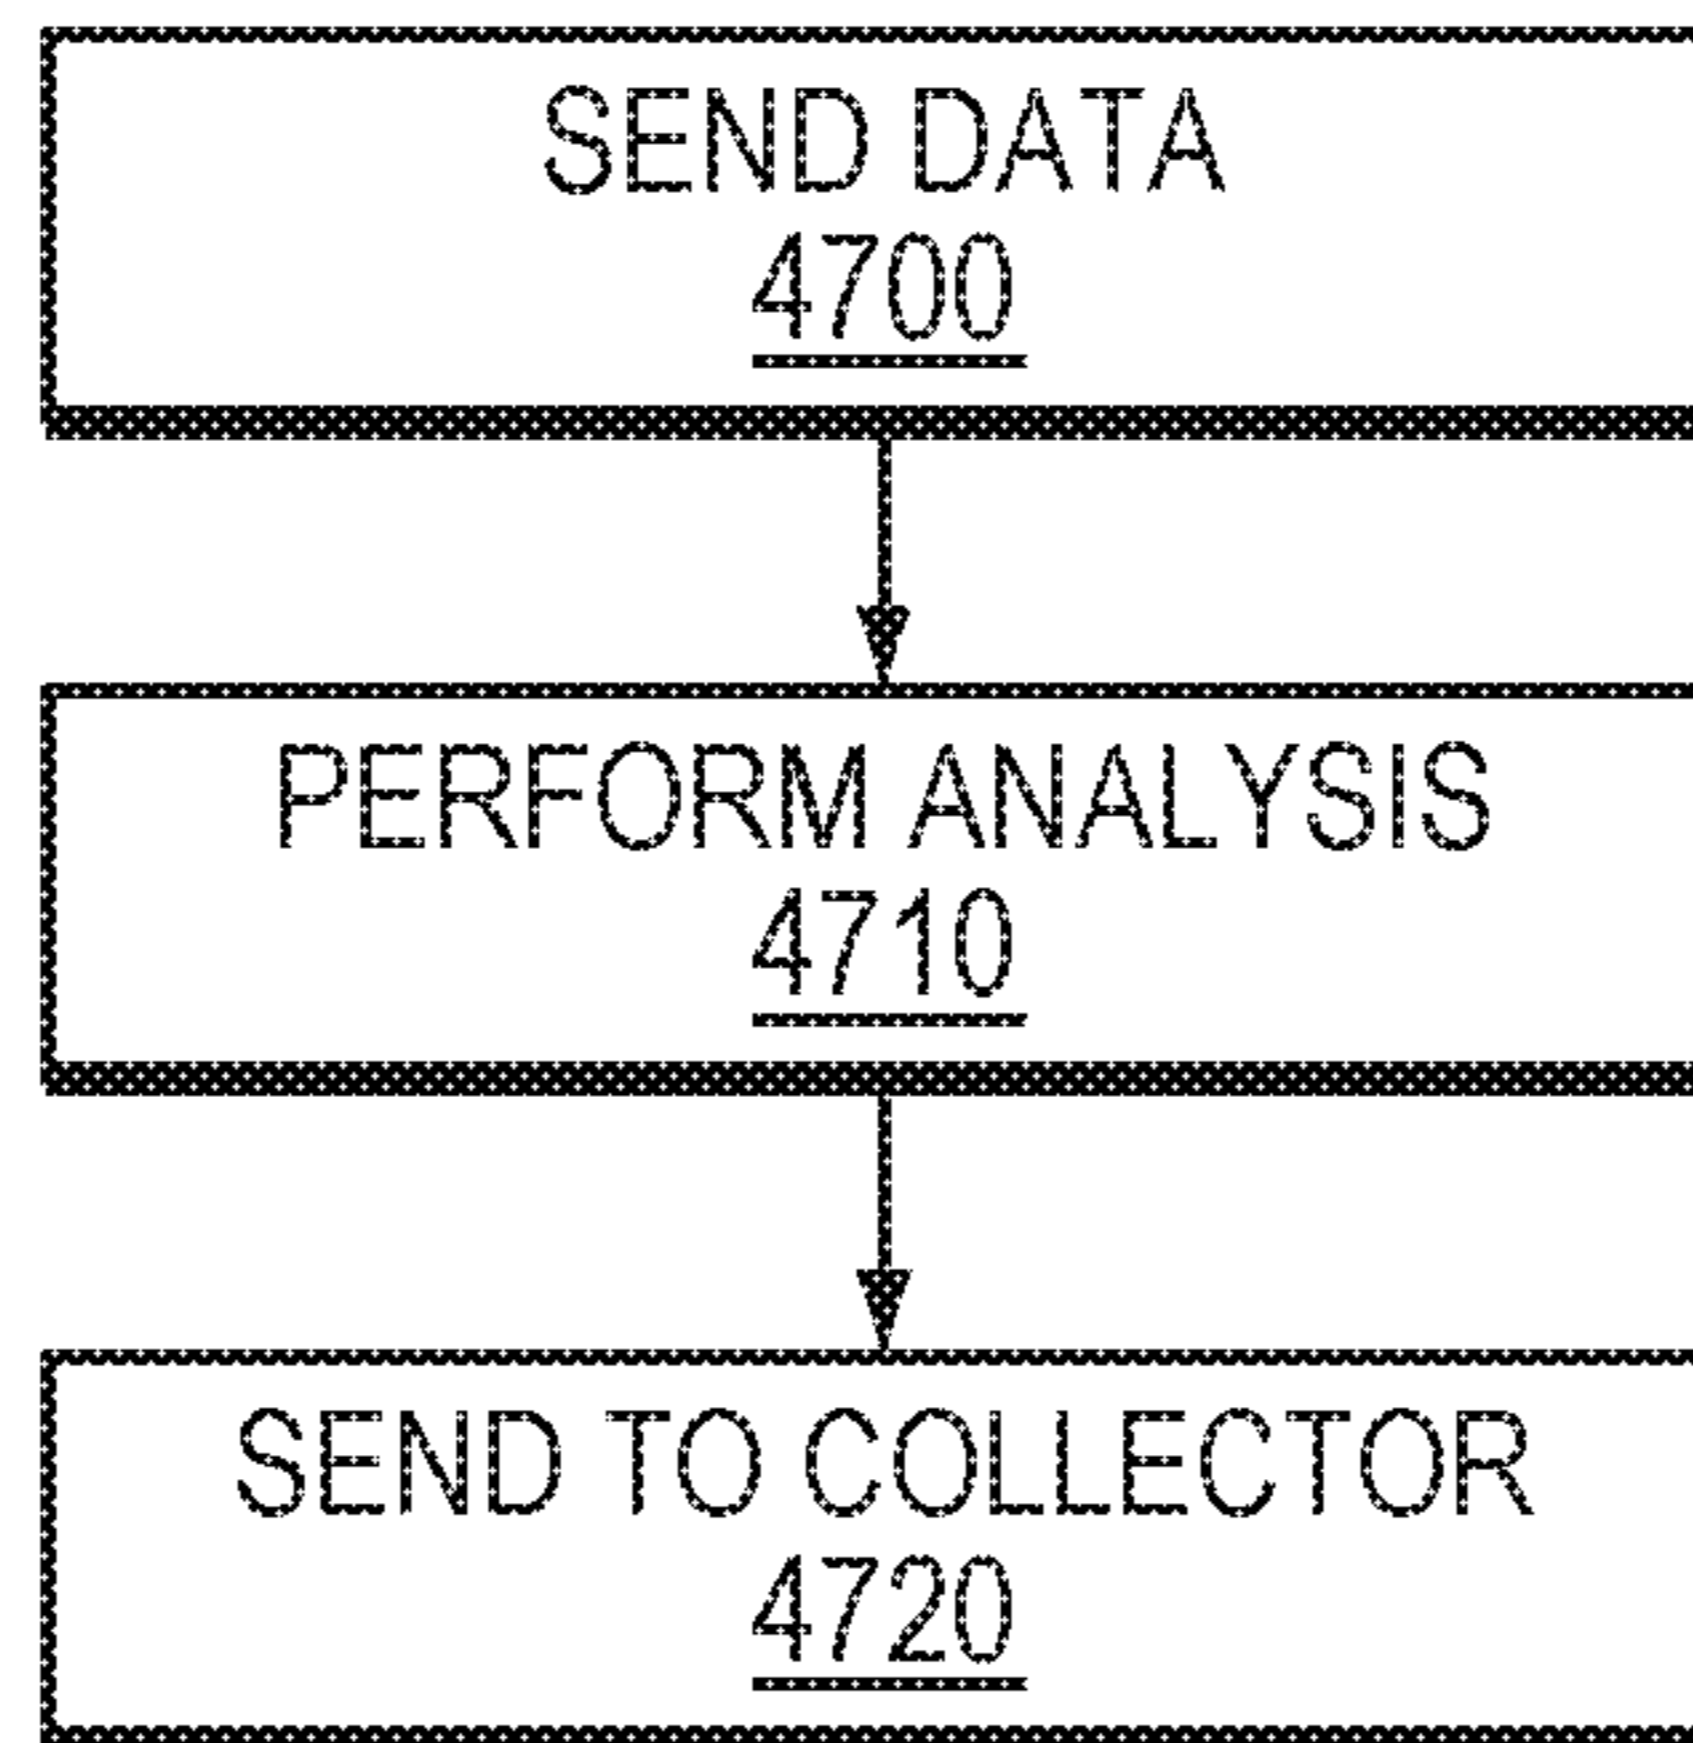 SEND DATA
4700
PERFORM ANALYSIS
4710
SEND TO COLLECTOR
4720